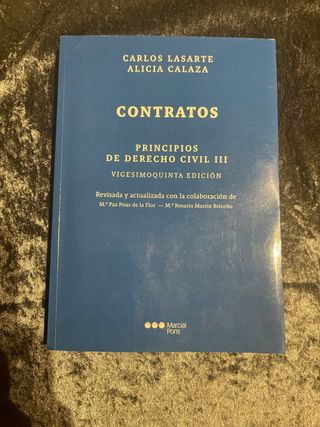 CARLOS LASARTE
ALICIA CALAZA
CONTRATOS
PRINCIPIOS
DE DERECHO CIVIL III
VIGESIMOQUINTA EDICIÓN
Revisada y actualizada con la colaboración de
M.ª Paz Pous de la Flor — M.ª Rosario Martín Briceño
Marcial
Pons